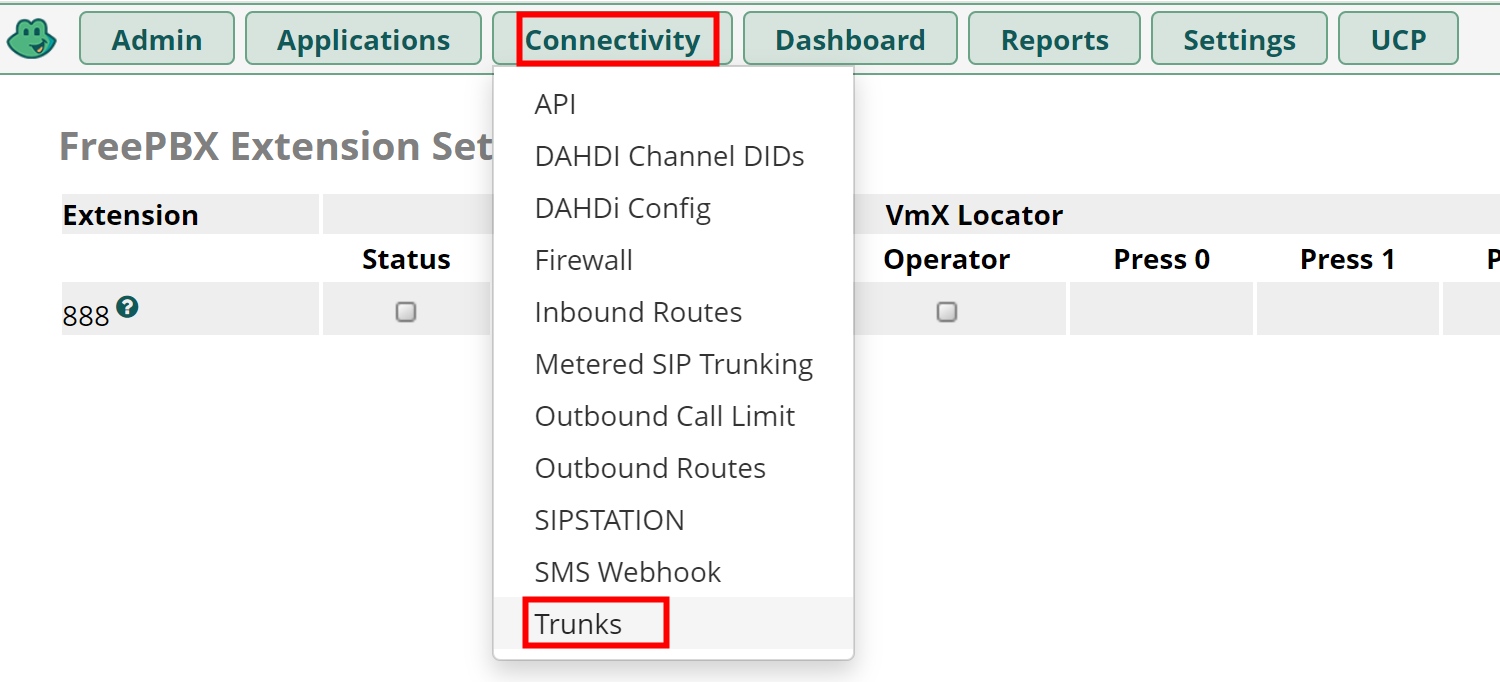 Admin Applications Connectivity Dashboard Reports Settings UCP
API
FreePBX Extension Set
DAHDI Channel DIDs
DAHDi Config
Extension VmX Locator
Status Firewall Operator Press 0 Press 1 P
888 ? Inbound Routes
Metered SIP Trunking
Outbound Call Limit
Outbound Routes
SIPSTATION
SMS Webhook
Trunks